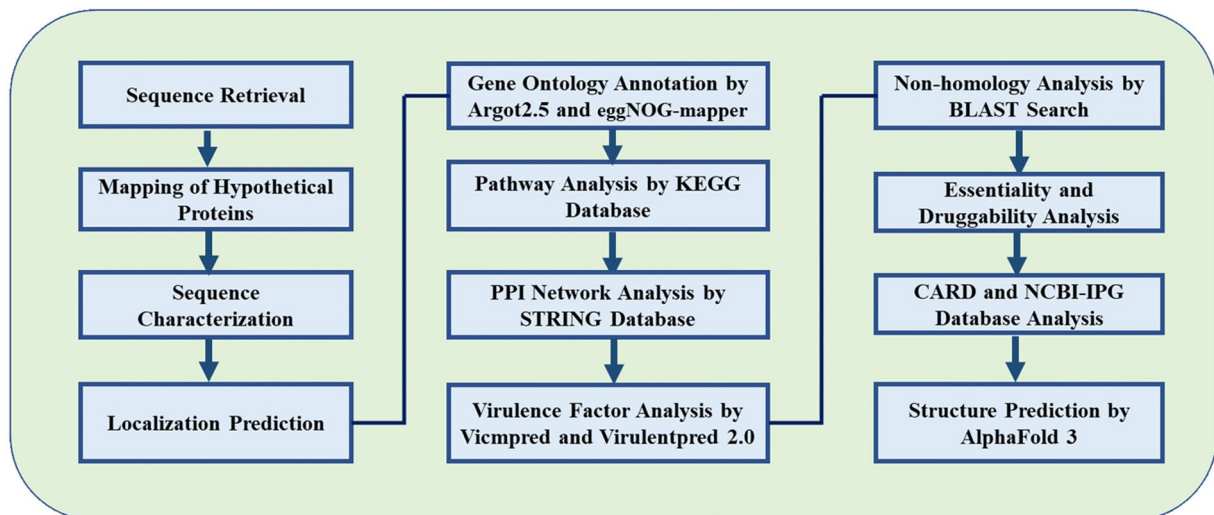 Sequence Retrieval
Mapping of Hypothetical
Proteins
Sequence
Characterization
Localization Prediction
Gene Ontology Annotation by
Argot2.5 and eggNOG-mapper
Pathway Analysis by KEGG
Database
PPI Network Analysis by
STRING Database
Virulence Factor Analysis by
Vicmpred and Virulentpred 2.0
Non-homology Analysis by
BLAST Search
Essentiality and
Druggability Analysis
CARD and NCBI-IPG
Database Analysis
Structure Prediction by
AlphaFold 3